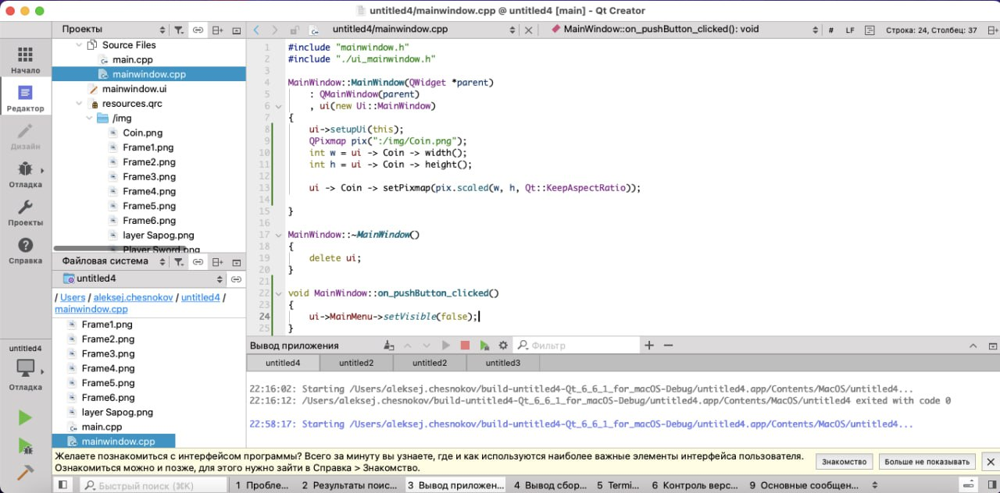 untitled4/mainwindow.cpp @ untitled4 [main] - Qt Creator
Проекты
untitled4/mainwindow.cpp
MainWindow::on_pushButton_clicked(): void
#
LF
Строка: 24, Столбец: 37
Начало
Редактор
Дизайн
Отладка
Проекты
Справка
untitled4
Отладка
Source Files
main.cpp
mainwindow.cpp
mainwindow.ui
resources.qrc
/img
Coin.png
Frame1.png
Frame2.png
Frame3.png
Frame4.png
Frame5.png
Frame6.png
layer Sapog.png
Player Sword.png
Файловая система
untitled4
/ Users / aleksej.chesnokov / untitled4 /
mainwindow.cpp
Frame1.png
Frame2.png
Frame3.png
Frame4.png
Frame5.png
Frame6.png
layer Sapog.png
main.cpp
mainwindow.cpp
1 #include "mainwindow.h"
2 #include "./ui_mainwindow.h"
3
4 MainWindow::MainWindow(QWidget *parent)
5 : QMainWindow(parent)
6 , ui(new Ui::MainWindow)
7 {
8 ui->setupUi(this);
9 QPixmap pix(":/img/Coin.png");
10 int w = ui -> Coin -> width();
11 int h = ui -> Coin -> height();
12
13 ui -> Coin -> setPixmap(pix.scaled(w, h, Qt::KeepAspectRatio));
14
15 }
16
17 MainWindow::~MainWindow()
18 {
19 delete ui;
20 }
21
22 void MainWindow::on_pushButton_clicked()
23 {
24 ui->MainMenu->setVisible(false);
25 }
Вывод приложения
Фильтр
untitled4
untitled2
untitled2
untitled3
22:16:02: Starting /Users/aleksej.chesnokov/build-untitled4-Qt_6_6_1_for_macOS-Debug/untitled4.app/Contents/MacOS/untitled4...
22:16:12: /Users/aleksej.chesnokov/build-untitled4-Qt_6_6_1_for_macOS-Debug/untitled4.app/Contents/MacOS/untitled4 exited with code 0
22:58:17: Starting /Users/aleksej.chesnokov/build-untitled4-Qt_6_6_1_for_macOS-Debug/untitled4.app/Contents/MacOS/untitled4...
Желаете познакомиться с интерфейсом программы? Всего за минуту вы узнаете, где и как используются наиболее важные элементы интерфейса пользователя.
Ознакомиться можно и позже, для этого нужно зайти в Справка > Знакомство.
Знакомство
Больше не показывать
Быстрый поиск (⌘K)
1 Пробле...
2 Результаты поис...
3 Вывод приложен...
4 Вывод сбор...
5 Termi...
6 Контроль верс...
9 Основные сообщен...